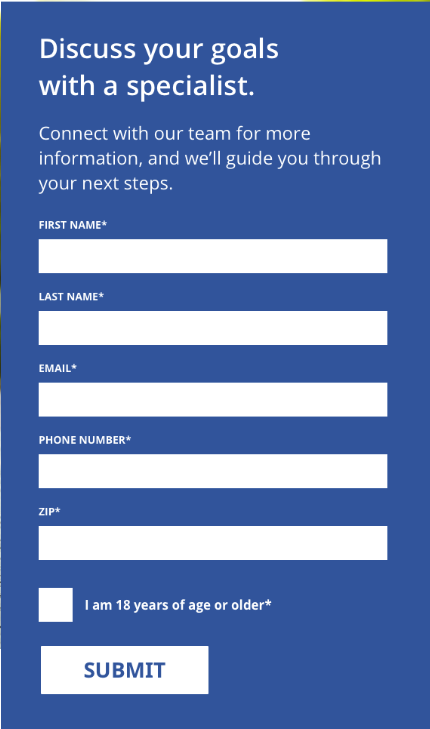 Discuss your goals
with a specialist.
Connect with our team for more
information, and we’ll guide you through
your next steps.
FIRST NAME*
LAST NAME*
EMAIL*
PHONE NUMBER*
ZIP*
I am 18 years of age or older*
SUBMIT